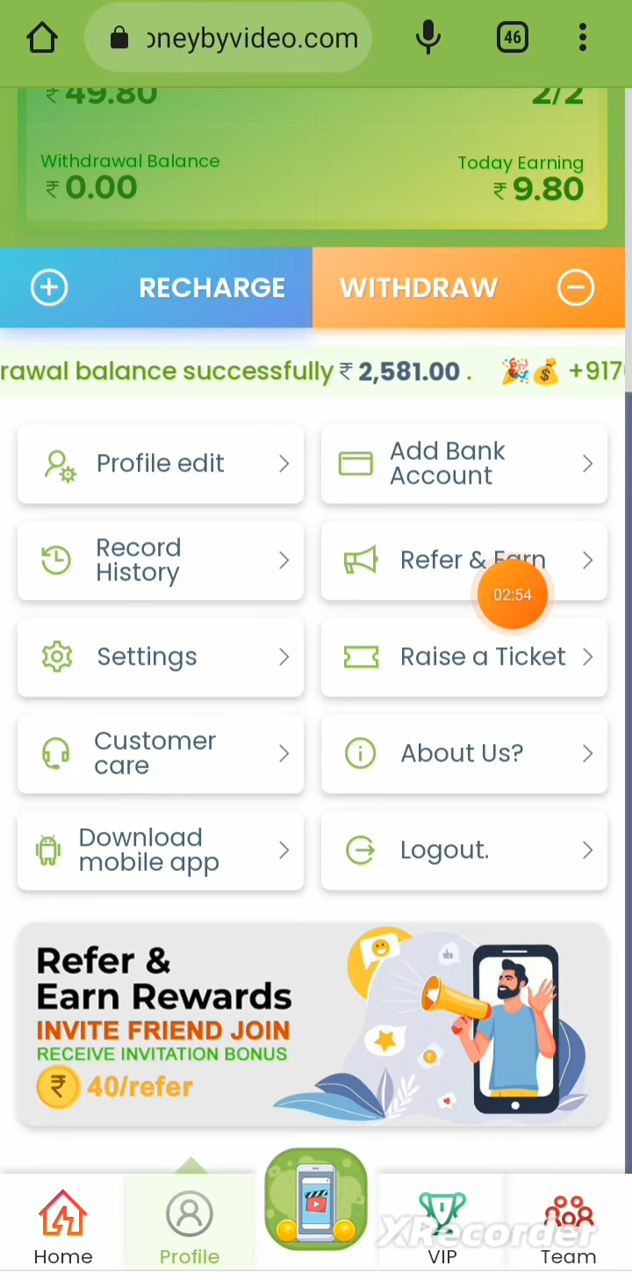 oneybyvideo.com
46
₹ 49.80
2/2
Withdrawal Balance
₹ 0.00
Today Earning
₹ 9.80
RECHARGE
WITHDRAW
rawal balance successfully ₹ 2,581.00 .
+917
Profile edit
Add Bank
Account
Record
History
Refer & Earn
02:54
Settings
Raise a Ticket
Customer
care
About Us?
Download
mobile app
Logout.
Refer &
Earn Rewards
INVITE FRIEND JOIN
RECEIVE INVITATION BONUS
₹ 40/refer
Home
Profile
VIP
Team
XRecorder